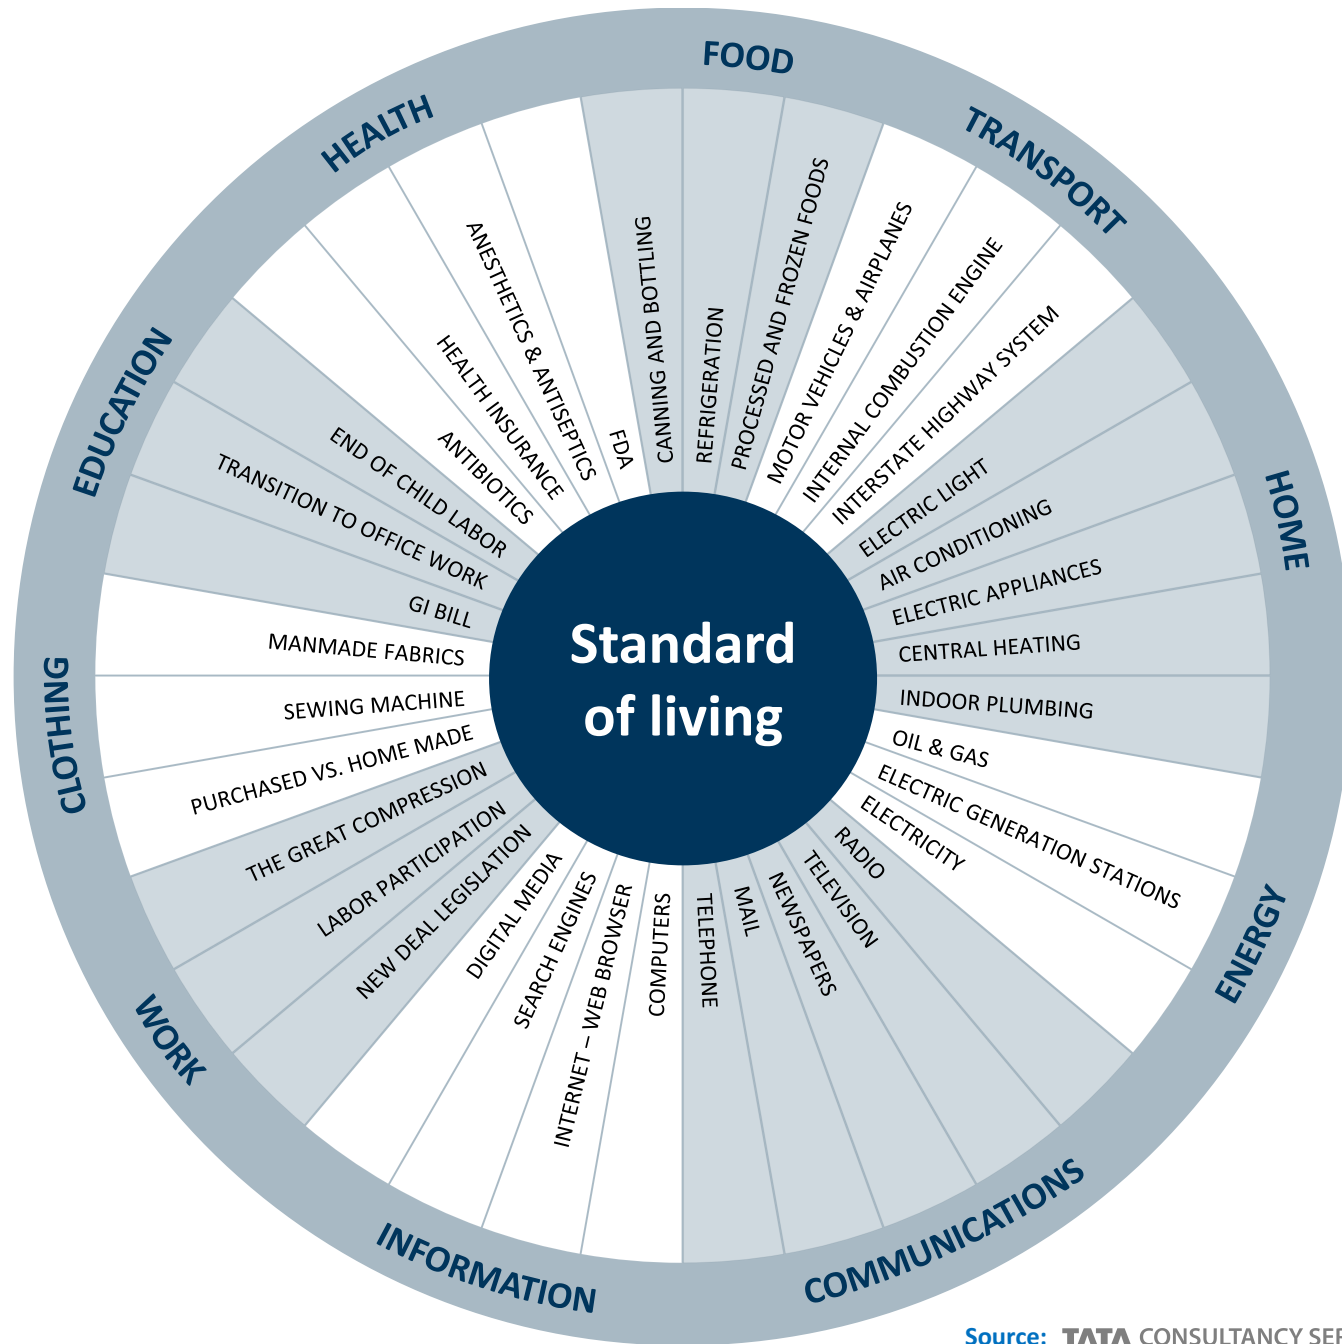 FOOD
CANNING AND BOTTLING
REFRIGERATION
PROCESSED AND FROZEN FOODS
TRANSPORT
MOTOR VEHICLES & AIRPLANES
INTERNAL COMBUSTION ENGINE
INTERSTATE HIGHWAY SYSTEM
HOME
ELECTRIC LIGHT
AIR CONDITIONING
ELECTRIC APPLIANCES
CENTRAL HEATING
INDOOR PLUMBING
ENERGY
OIL & GAS
ELECTRIC GENERATION STATIONS
ELECTRICITY
COMMUNICATIONS
RADIO
TELEVISION
NEWSPAPERS
MAIL
TELEPHONE
INFORMATION
COMPUTERS
INTERNET – WEB BROWSER
SEARCH ENGINES
DIGITAL MEDIA
WORK
NEW DEAL LEGISLATION
LABOR PARTICIPATION
THE GREAT COMPRESSION
CLOTHING
PURCHASED VS. HOME MADE
SEWING MACHINE
MANMADE FABRICS
EDUCATION
GI BILL
TRANSITION TO OFFICE WORK
END OF CHILD LABOR
HEALTH
ANTIBIOTICS
HEALTH INSURANCE
ANESTHETICS & ANTISEPTICS
FDA
Standard
of living
Source: TATA CONSULTANCY SER